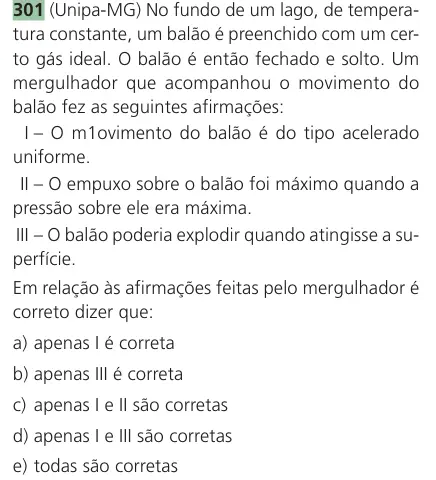 301 (Unipa-MG) No fundo de um lago, de tempera-
tura constante, um balão é preenchido com um cer-
to gás ideal. O balão é então fechado e solto. Um
mergulhador que acompanhou o movimento do
balão fez as seguintes afirmações:
I – O m1ovimento do balão é do tipo acelerado
uniforme.
II – O empuxo sobre o balão foi máximo quando a
pressão sobre ele era máxima.
III – O balão poderia explodir quando atingisse a su-
perfície.
Em relação às afirmações feitas pelo mergulhador é
correto dizer que:
a) apenas I é correta
b) apenas III é correta
c) apenas I e II são corretas
d) apenas I e III são corretas
e) todas são corretas